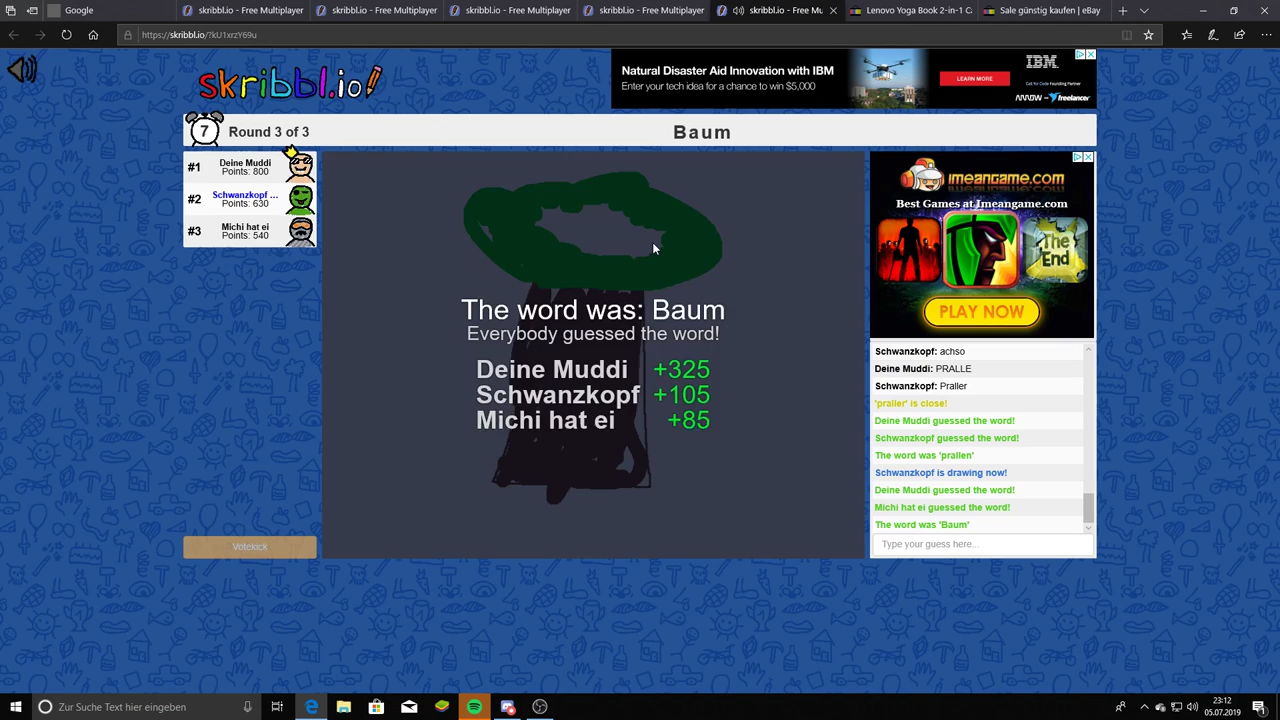 Google
skribbl.io - Free Multiplayer
skribbl.io - Free Multiplayer
skribbl.io - Free Multiplayer
skribbl.io - Free Mu
Lenovo Yoga Book 2-in-1 C
Sale günstig kaufen | eBay
https://skribbl.io/?kU1xrzY69u
skribbl.io
Natural Disaster Aid Innovation with IBM
Enter your tech idea for a chance to win $5,000
LEARN MORE
IBM
Call for Code Founding Partner
ARROW
freelancer
7
Round 3 of 3
Baum
#1
Deine Muddi
Points: 800
#2
Schwanzkopf ...
Points: 630
#3
Michi hat ei
Points: 540
Votekick
The word was: Baum
Everybody guessed the word!
Deine Muddi +325
Schwanzkopf +105
Michi hat ei +85
imeangame.com
Best Games at Imeangame.com
The End
PLAY NOW
Schwanzkopf: achso
Deine Muddi: PRALLE
Schwanzkopf: Praller
'praller' is close!
Deine Muddi guessed the word!
Schwanzkopf guessed the word!
The word was 'prallen'
Schwanzkopf is drawing now!
Deine Muddi guessed the word!
Michi hat ei guessed the word!
The word was 'Baum'
Type your guess here...
Zur Suche Text hier eingeben
23:12
05.07.2019